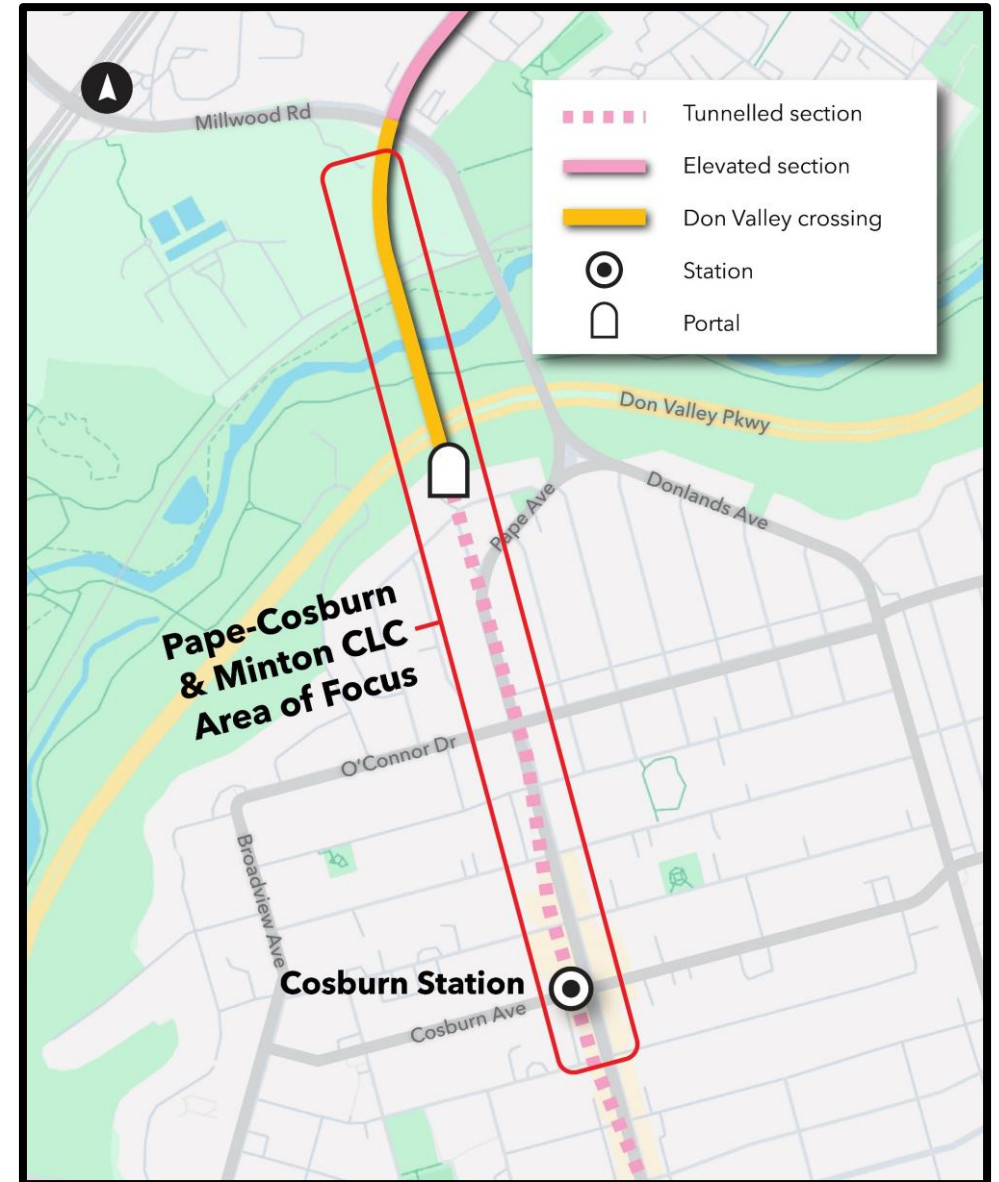 Millwood Rd
Tunnelled section
Elevated section
Don Valley crossing
Station
Portal
Don Valley Pkwy
Donlands Ave
Pape Ave
Pape-Cosburn
& Minton CLC
Area of Focus
O'Connor Dr
Broadview Ave
Cosburn Station
Cosburn Ave